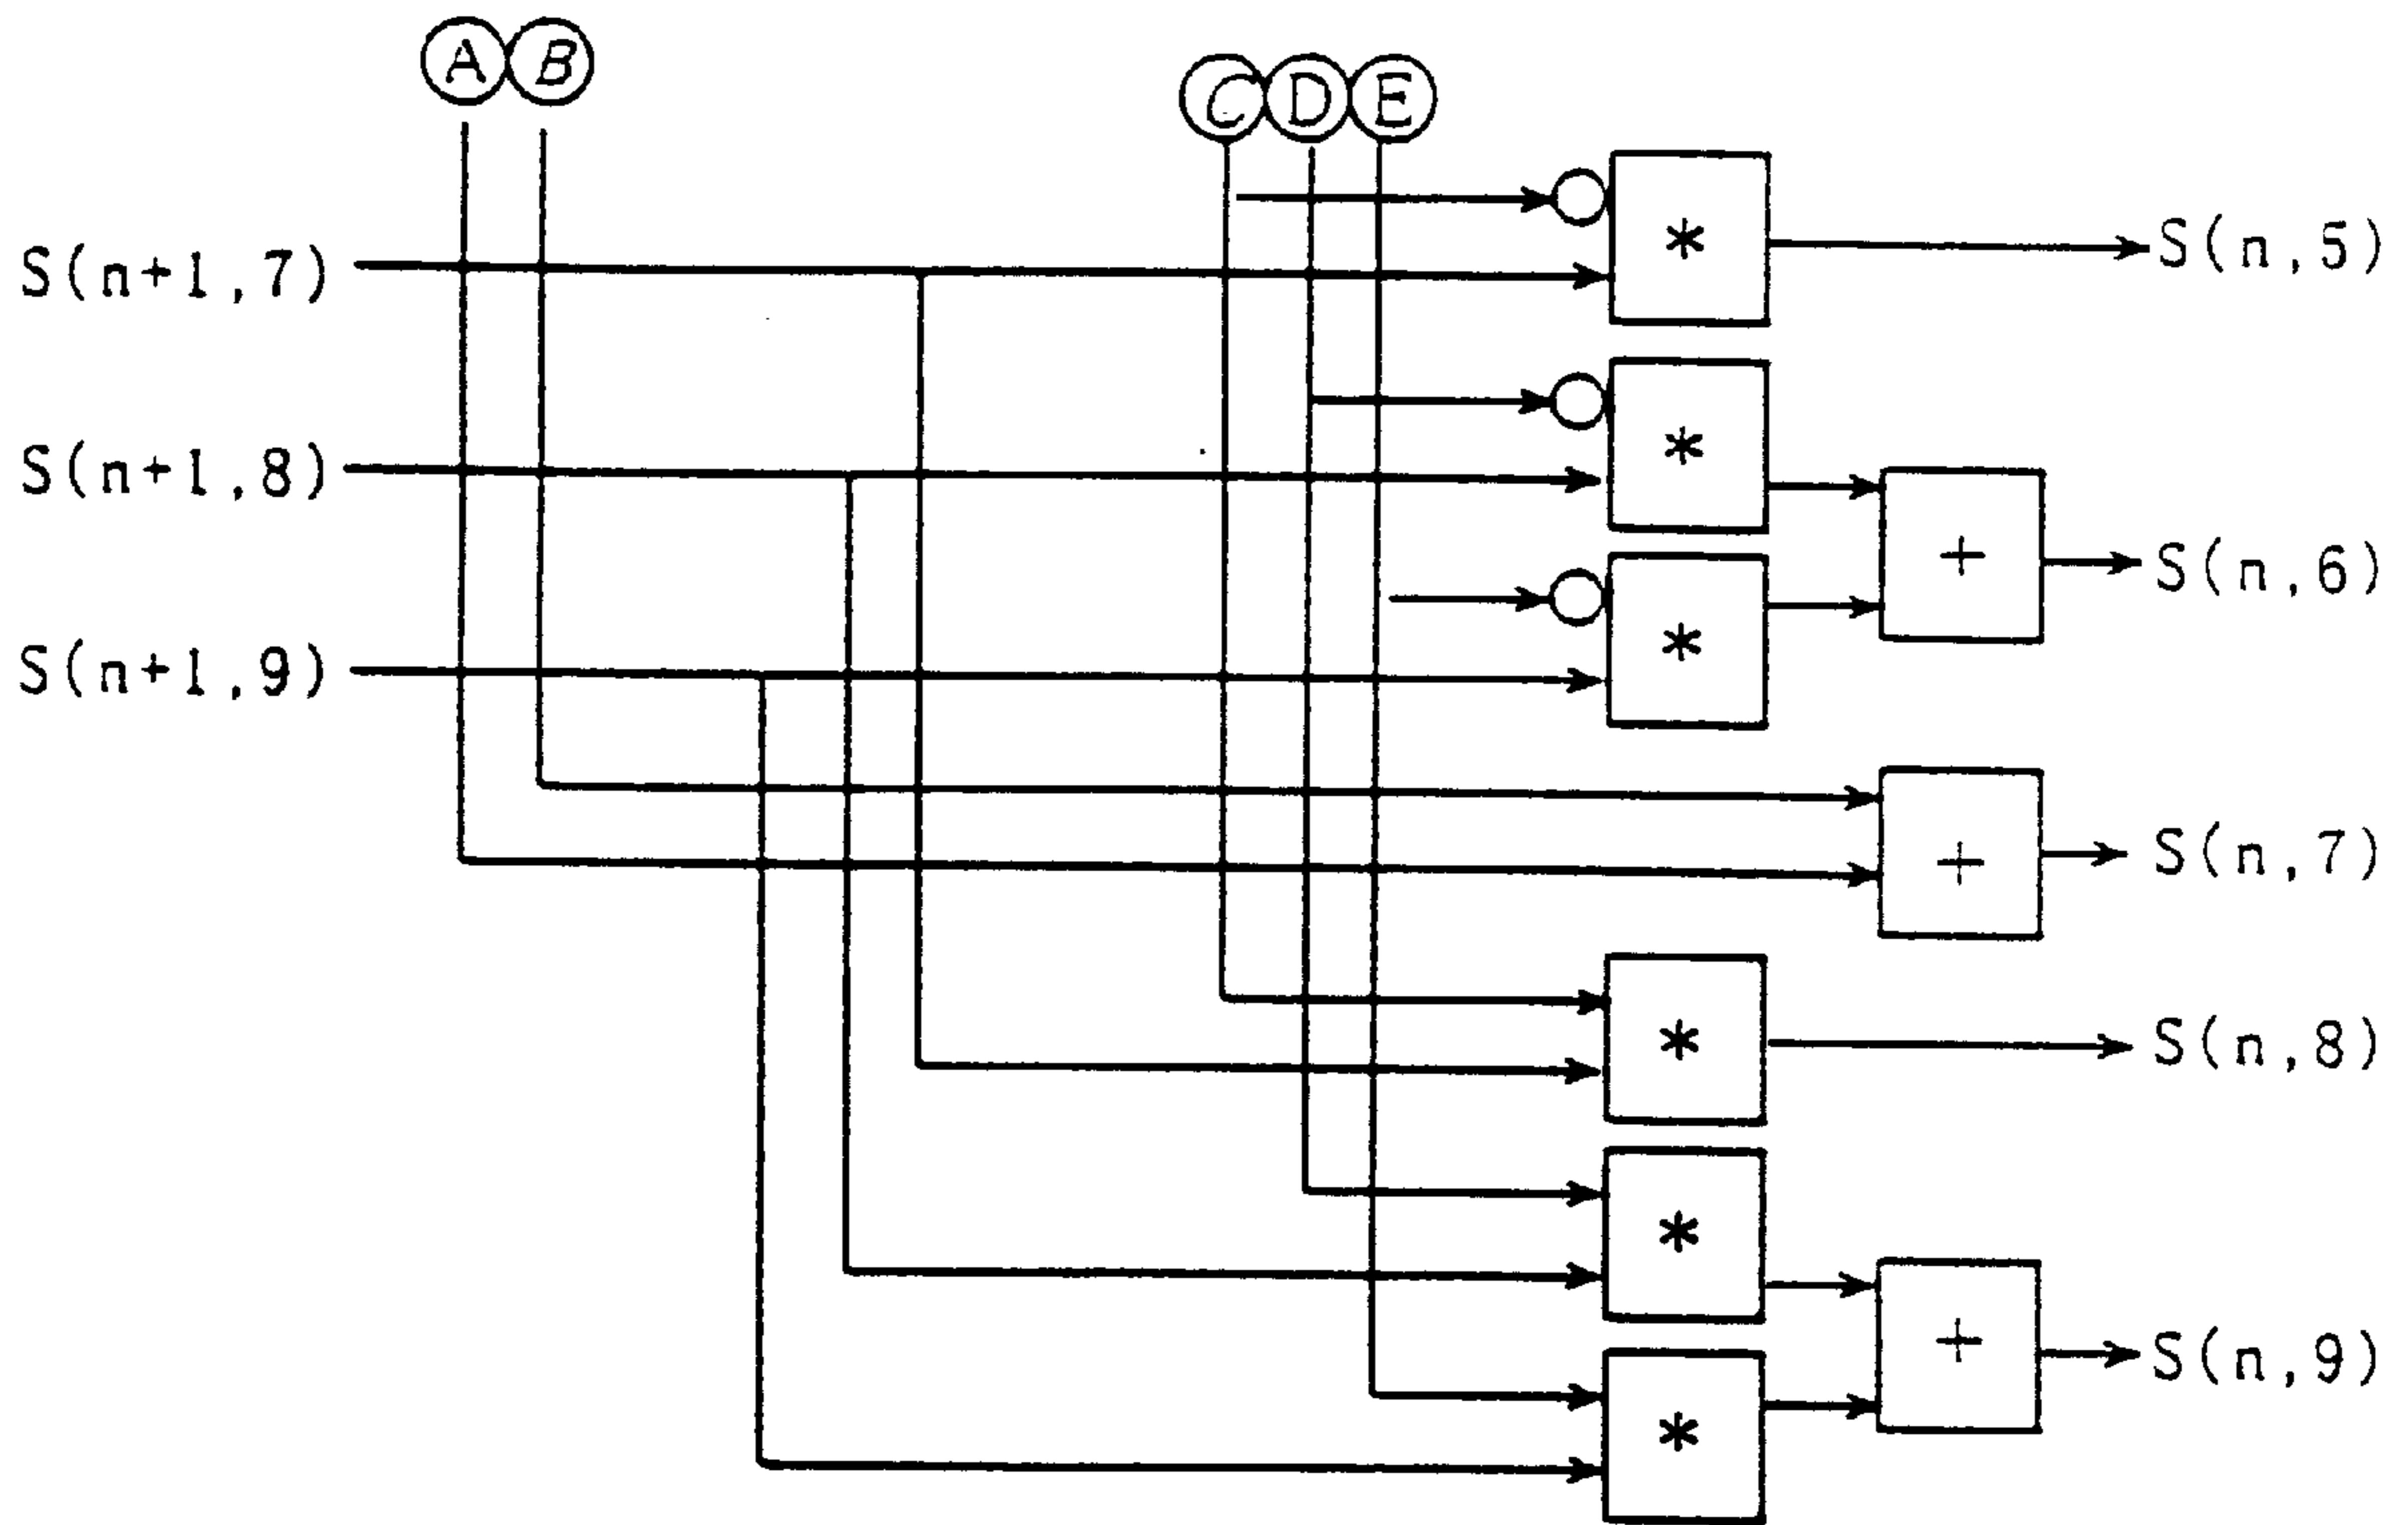 A B
C D E
*
S(n+1,7)
S(n,5)
*
S(n+1,8)
+
S(n,6)
*
S(n+1,9)
+
S(n,7)
*
S(n,8)
*
+
S(n,9)
*